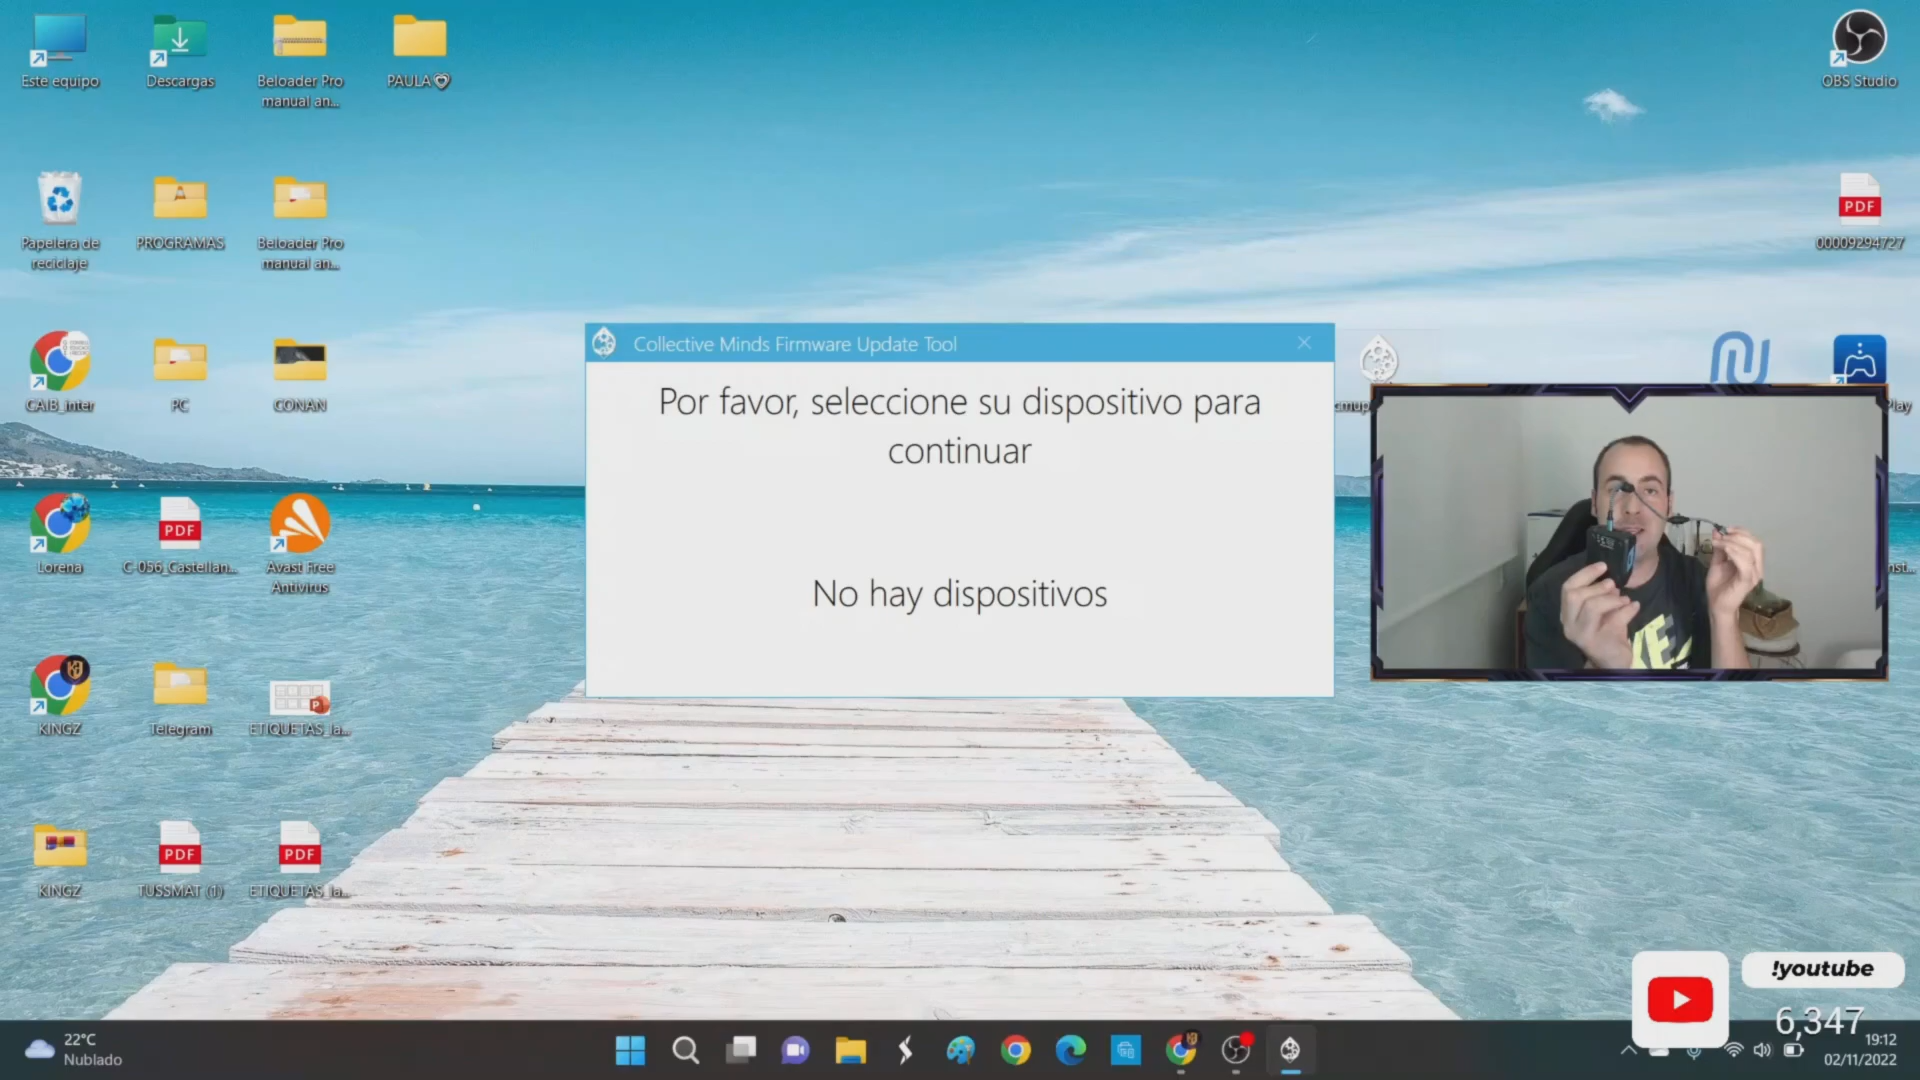 Este equipo
Descargas
Beloader Pro
manual an...
PAULA
OBS Studio
Papelera de
reciclaje
PROGRAMAS
Beloader Pro
manual an...
PDF
00009294727
Collective Minds Firmware Update Tool
Por favor, seleccione su dispositivo para
continuar
No hay dispositivos
CAIB_inter
PC
CONAN
cmup
Play
Lorena
PDF
C-056_Castellan...
Avast Free
Antivirus
nst...
KINGZ
Telegram
ETIQUETAS_la...
KINGZ
PDF
TUSSMAT (1)
PDF
ETIQUETAS_la...
!youtube
6,347
22°C
Nublado
19:12
02/11/2022